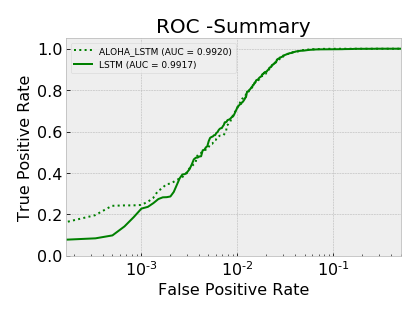 ROC -Summary
ALOHA_LSTM (AUC = 0.9920)
LSTM (AUC = 0.9917)
True Positive Rate
1.0
0.8
0.6
0.4
0.2
0.0
10⁻³ 10⁻² 10⁻¹
False Positive Rate